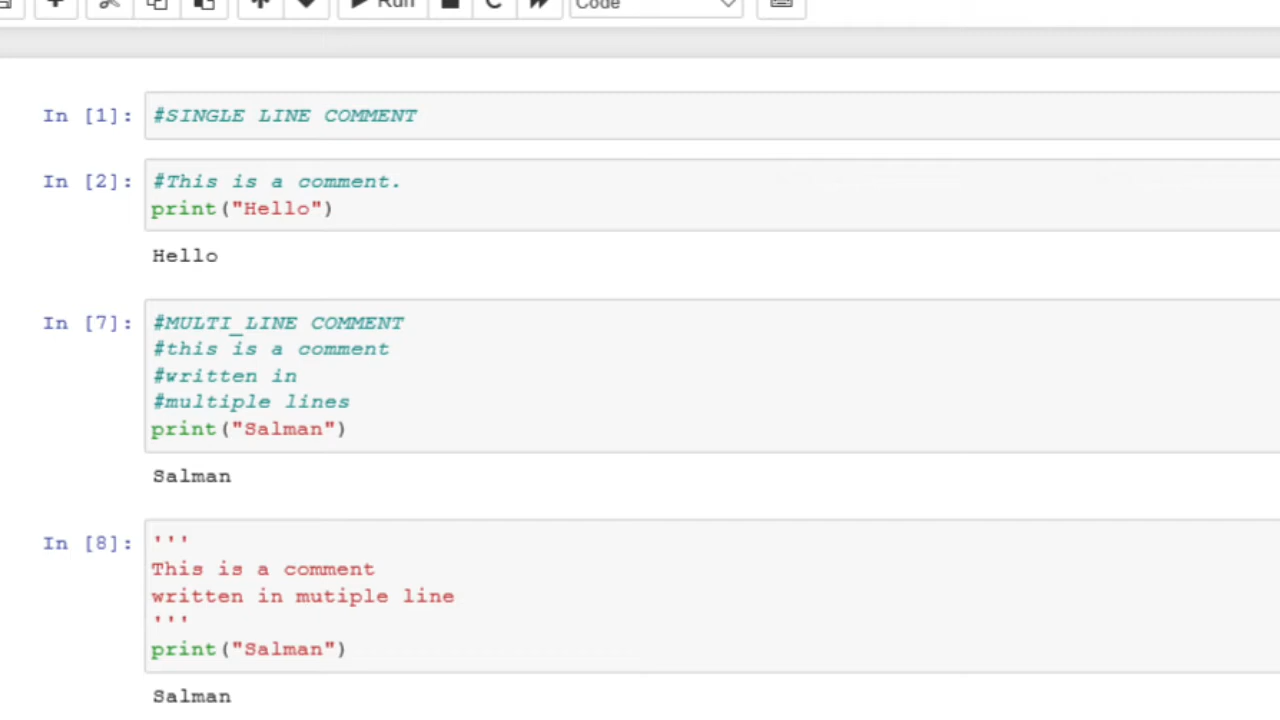 Run
Code
In [1]: #SINGLE LINE COMMENT
In [2]: #This is a comment.
print("Hello")
Hello
In [7]: #MULTI_LINE COMMENT
#this is a comment
#written in
#multiple lines
print("Salman")
Salman
In [8]: '''
This is a comment
written in mutiple line
'''
print("Salman")
Salman